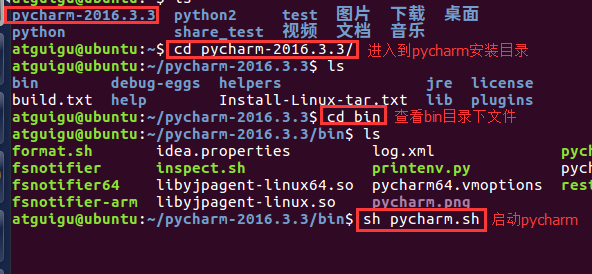 pycharm-2016.3.3 python2 test 图片 下载 桌面
python share_test 视频 文档 音乐
atguigu@ubuntu:~$ cd pycharm-2016.3.3/ 进入到pycharm安装目录
atguigu@ubuntu:~/pycharm-2016.3.3$ ls
bin debug-eggs helpers jre license
build.txt help Install-Linux-tar.txt lib plugins
atguigu@ubuntu:~/pycharm-2016.3.3$ cd bin 查看bin目录下文件
atguigu@ubuntu:~/pycharm-2016.3.3/bin$ ls
format.sh idea.properties log.xml pych
fsnotifier inspect.sh printenv.py pych
fsnotifier64 libyjpagent-linux64.so pycharm64.vmoptions rest
fsnotifier-arm libyjpagent-linux.so pycharm.png
atguigu@ubuntu:~/pycharm-2016.3.3/bin$ sh pycharm.sh 启动pycharm